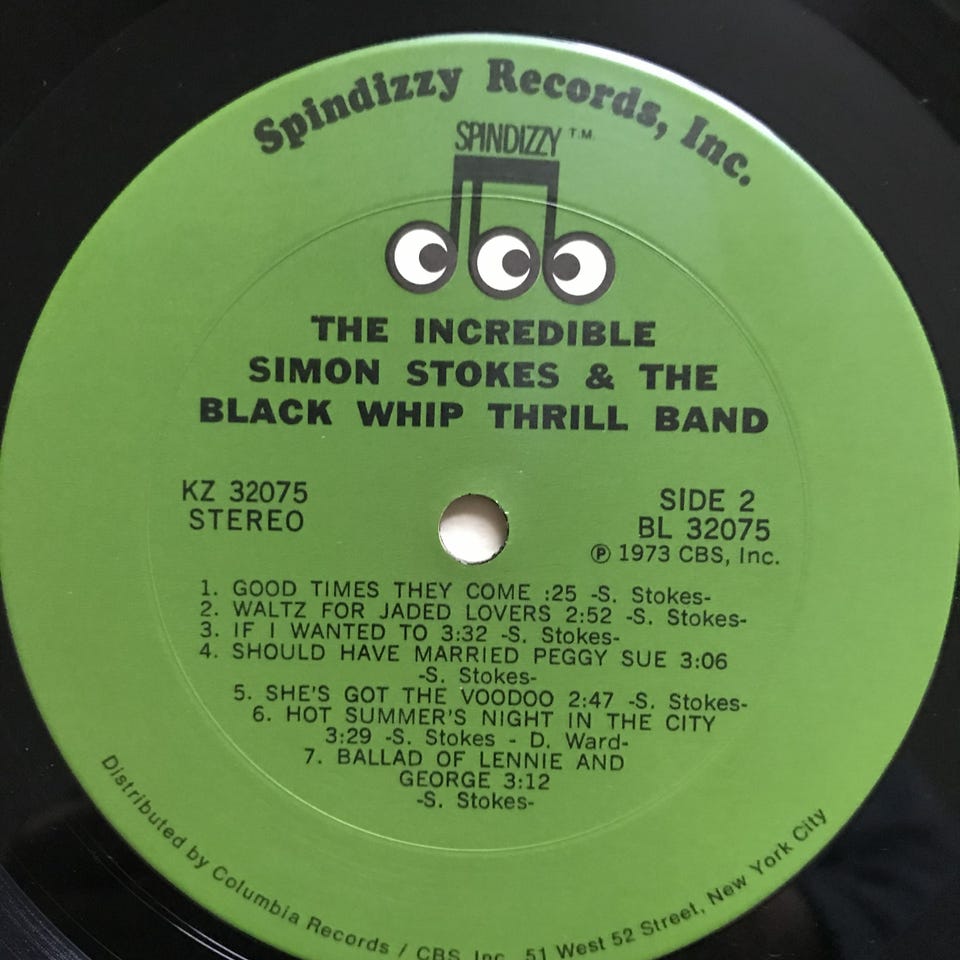 Spindizzy Records, Inc.
SPINDIZZY T.M.
THE INCREDIBLE
SIMON STOKES & THE
BLACK WHIP THRILL BAND
KZ 32075
STEREO
SIDE 2
BL 32075
Ⓟ 1973 CBS, Inc.
1. GOOD TIMES THEY COME :25 -S. Stokes-
2. WALTZ FOR JADED LOVERS 2:52 -S. Stokes-
3. IF I WANTED TO 3:32 -S. Stokes-
4. SHOULD HAVE MARRIED PEGGY SUE 3:06
-S. Stokes-
5. SHE'S GOT THE VOODOO 2:47 -S. Stokes-
6. HOT SUMMER'S NIGHT IN THE CITY
3:29 -S. Stokes - D. Ward-
7. BALLAD OF LENNIE AND
GEORGE 3:12
-S. Stokes-
Distributed by Columbia Records / CBS, Inc. 51 West 52 Street, New York City